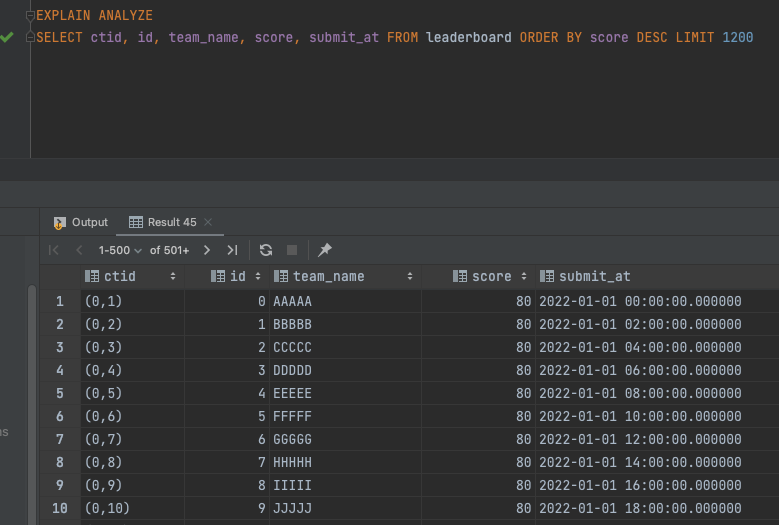 EXPLAIN ANALYZE
SELECT ctid, id, team_name, score, submit_at FROM leaderboard ORDER BY score DESC LIMIT 1200
Output Result 45
1-500 of 501+
ctid id team_name score submit_at
1 (0,1) 0 AAAAA 80 2022-01-01 00:00:00.000000
2 (0,2) 1 BBBBB 80 2022-01-01 02:00:00.000000
3 (0,3) 2 CCCCC 80 2022-01-01 04:00:00.000000
4 (0,4) 3 DDDDD 80 2022-01-01 06:00:00.000000
5 (0,5) 4 EEEEE 80 2022-01-01 08:00:00.000000
6 (0,6) 5 FFFFF 80 2022-01-01 10:00:00.000000
ns
7 (0,7) 6 GGGGG 80 2022-01-01 12:00:00.000000
8 (0,8) 7 HHHHH 80 2022-01-01 14:00:00.000000
9 (0,9) 8 IIIII 80 2022-01-01 16:00:00.000000
10 (0,10) 9 JJJJJ 80 2022-01-01 18:00:00.000000